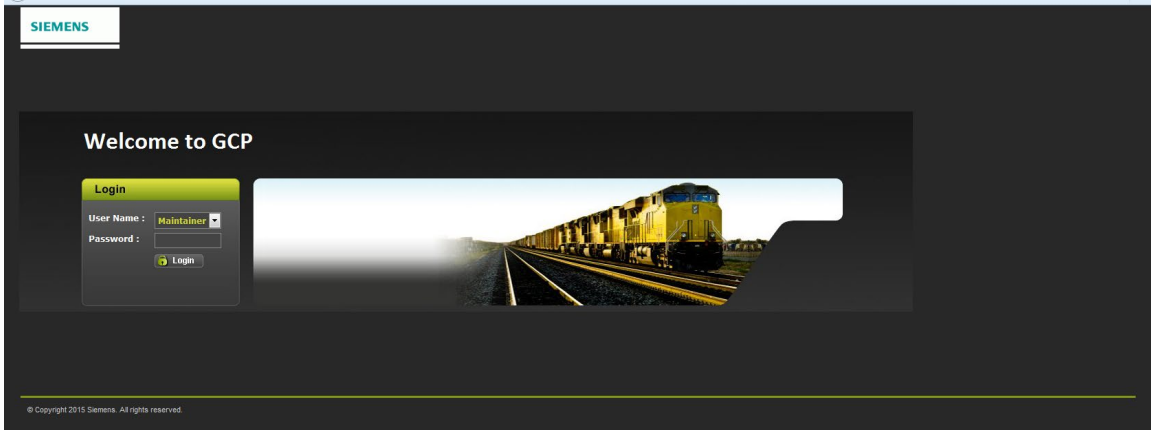 SIEMENS
Welcome to GCP
Login
User Name : Maintainer
Password :
Login
© Copyright 2015 Siemens. All rights reserved.